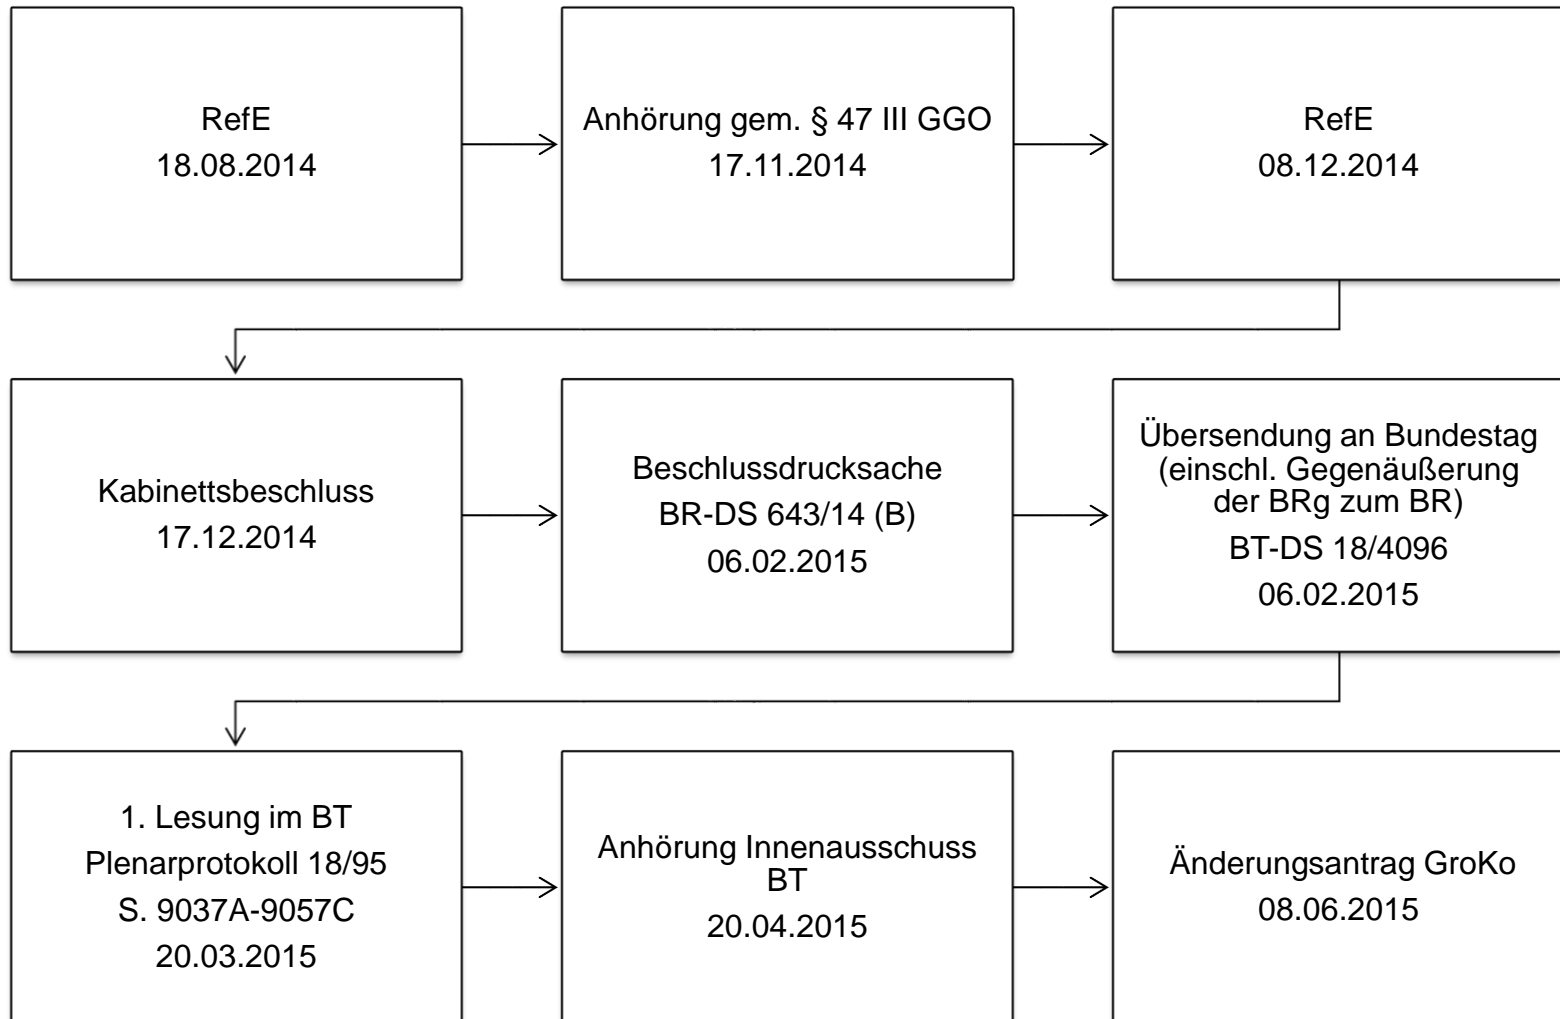 RefE
18.08.2014
Anhörung gem. § 47 III GGO
17.11.2014
RefE
08.12.2014
Kabinettsbeschluss
17.12.2014
Beschlussdrucksache
BR-DS 643/14 (B)
06.02.2015
Übersendung an Bundestag
(einschl. Gegenäußerung
der BRg zum BR)
BT-DS 18/4096
06.02.2015
1. Lesung im BT
Plenarprotokoll 18/95
S. 9037A-9057C
20.03.2015
Anhörung Innenausschuss
BT
20.04.2015
Änderungsantrag GroKo
08.06.2015